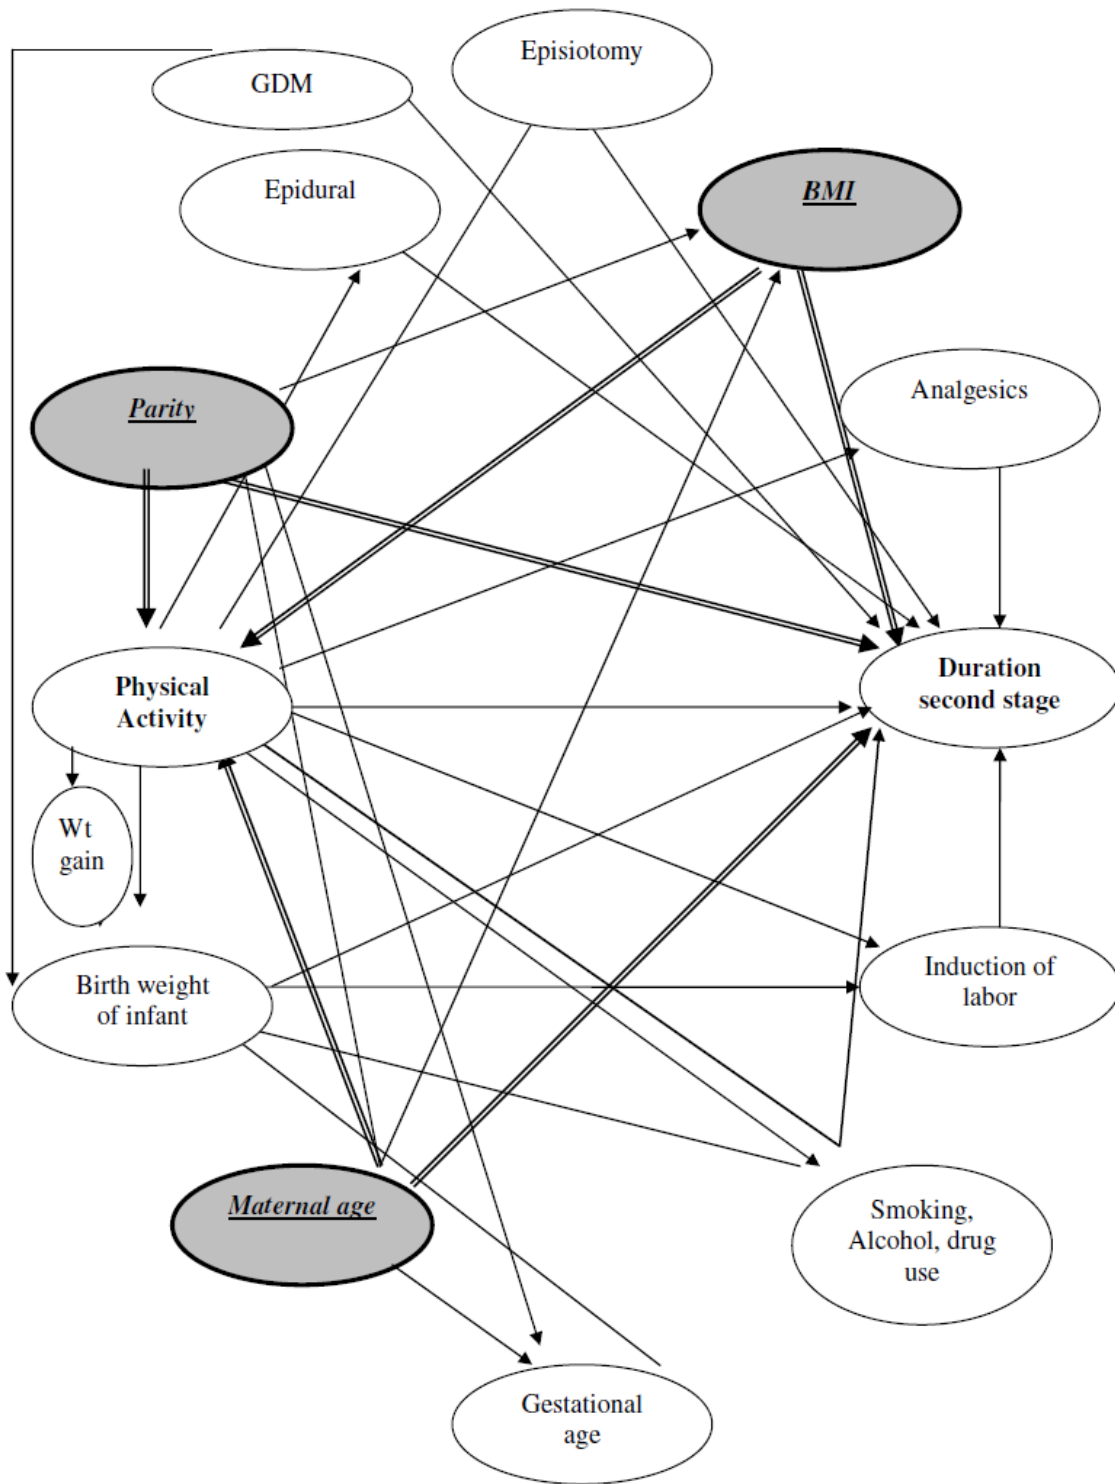 Episiotomy
GDM
Epidural
BMI
Analgesics
Parity
Physical
Activity
Duration
second stage
Wt
gain
Birth weight
of infant
Induction of
labor
Maternal age
Smoking,
Alcohol, drug
use
Gestational
age